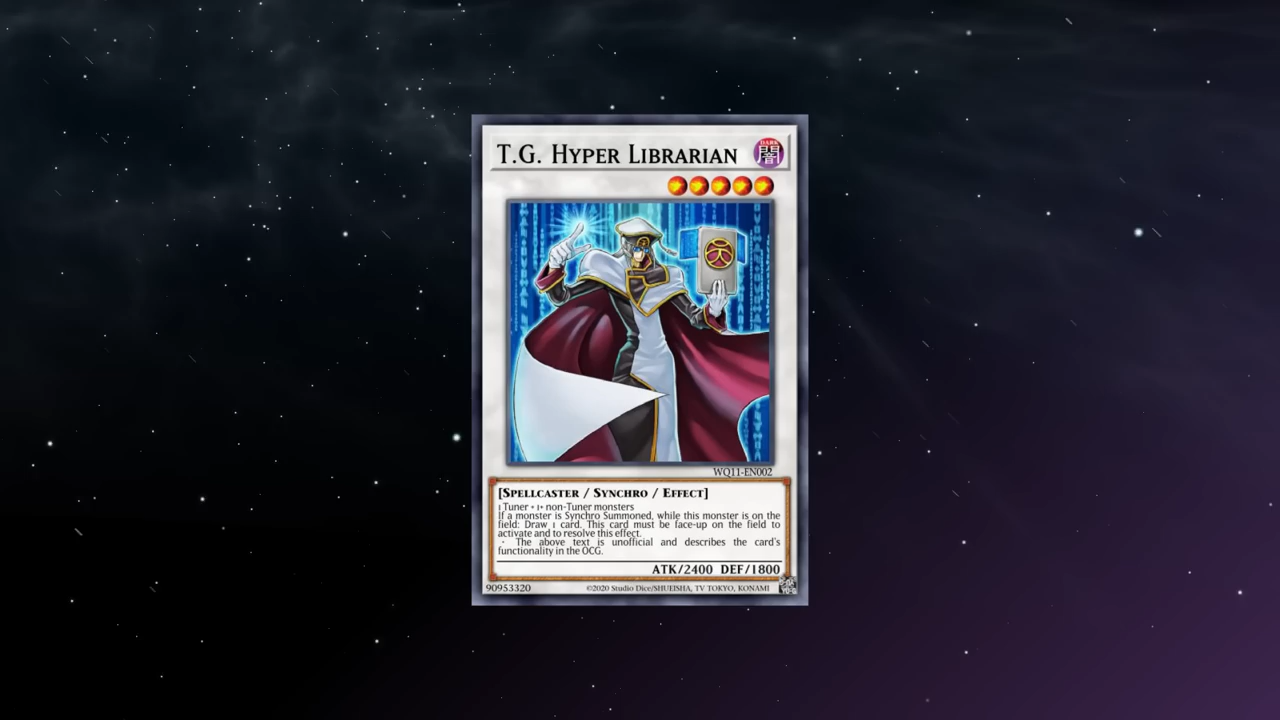 T.G. HYPER LIBRARIAN
DARK
闇
WQ11-EN002
[SPELLCASTER / SYNCHRO / EFFECT]
1 Tuner + 1+ non-Tuner monsters
If a monster is Synchro Summoned, while this monster is on the
field: Draw 1 card. This card must be face-up on the field to
activate and to resolve this effect.
· The above text is unofficial and describes the card's
functionality in the OCG.
ATK/2400 DEF/1800
90953320
©2020 Studio Dice/SHUEISHA, TV TOKYO, KONAMI